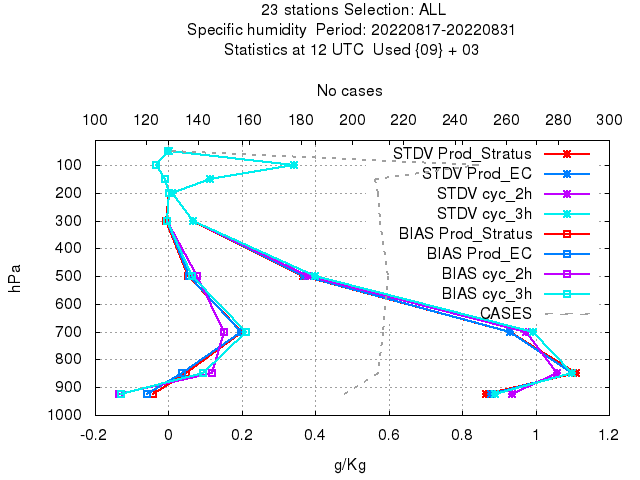 23 stations Selection: ALL
Specific humidity  Period: 20220817-20220831
Statistics at 12 UTC  Used {09} + 03
No cases
100 120 140 160 180 200 220 240 260 280 300
100
200
300
400
500
600
700
800
900
1000
hPa
STDV Prod_Stratus
STDV Prod_EC
STDV cyc_2h
STDV cyc_3h
BIAS Prod_Stratus
BIAS Prod_EC
BIAS cyc_2h
BIAS cyc_3h
CASES
-0.2 0 0.2 0.4 0.6 0.8 1 1.2
g/Kg